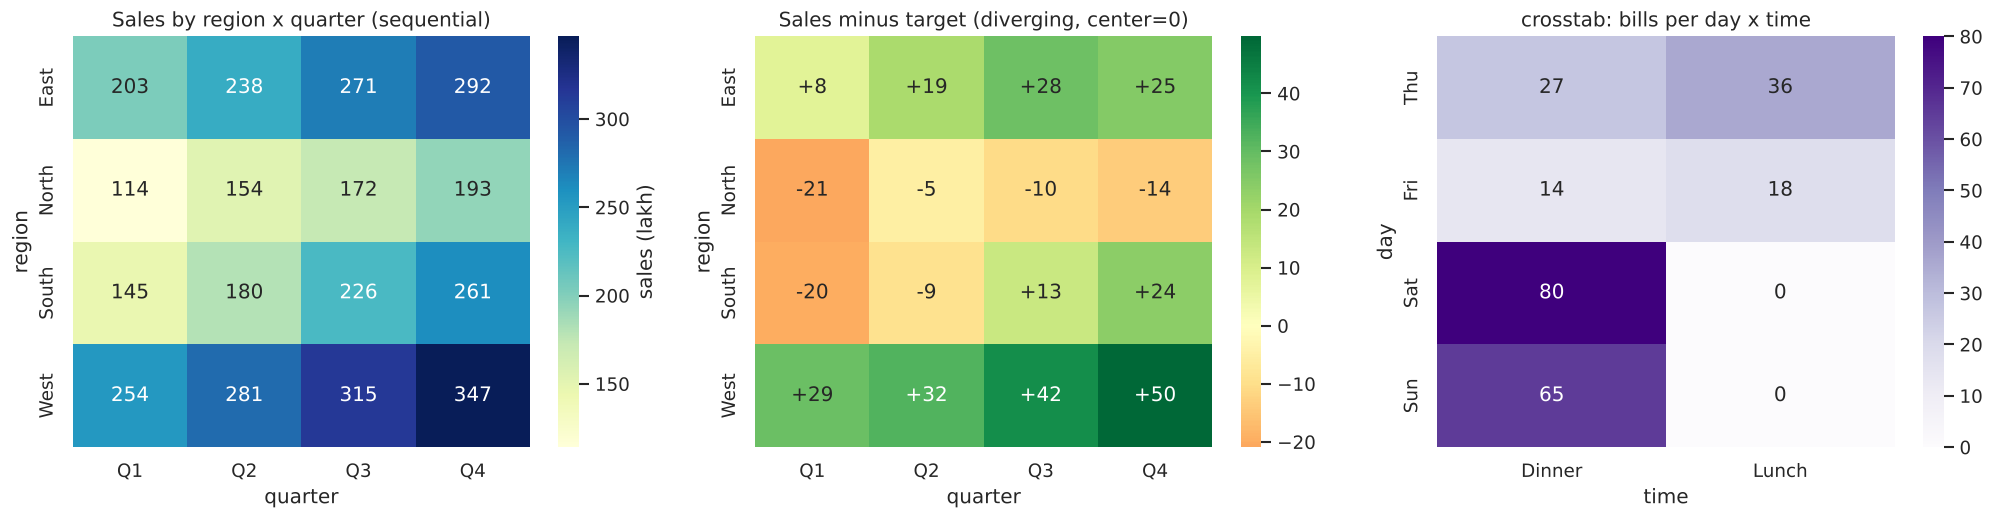 Sales by region x quarter (sequential)
East 203 238 271 292
North 114 154 172 193
South 145 180 226 261
West 254 281 315 347
Q1 Q2 Q3 Q4
quarter
region
300
250
200
150
sales (lakh)
Sales minus target (diverging, center=0)
East +8 +19 +28 +25
North -21 -5 -10 -14
South -20 -9 +13 +24
West +29 +32 +42 +50
Q1 Q2 Q3 Q4
quarter
region
40
30
20
10
0
−10
−20
crosstab: bills per day x time
Thu 27 36
Fri 14 18
Sat 80 0
Sun 65 0
Dinner Lunch
time
day
80
70
60
50
40
30
20
10
0